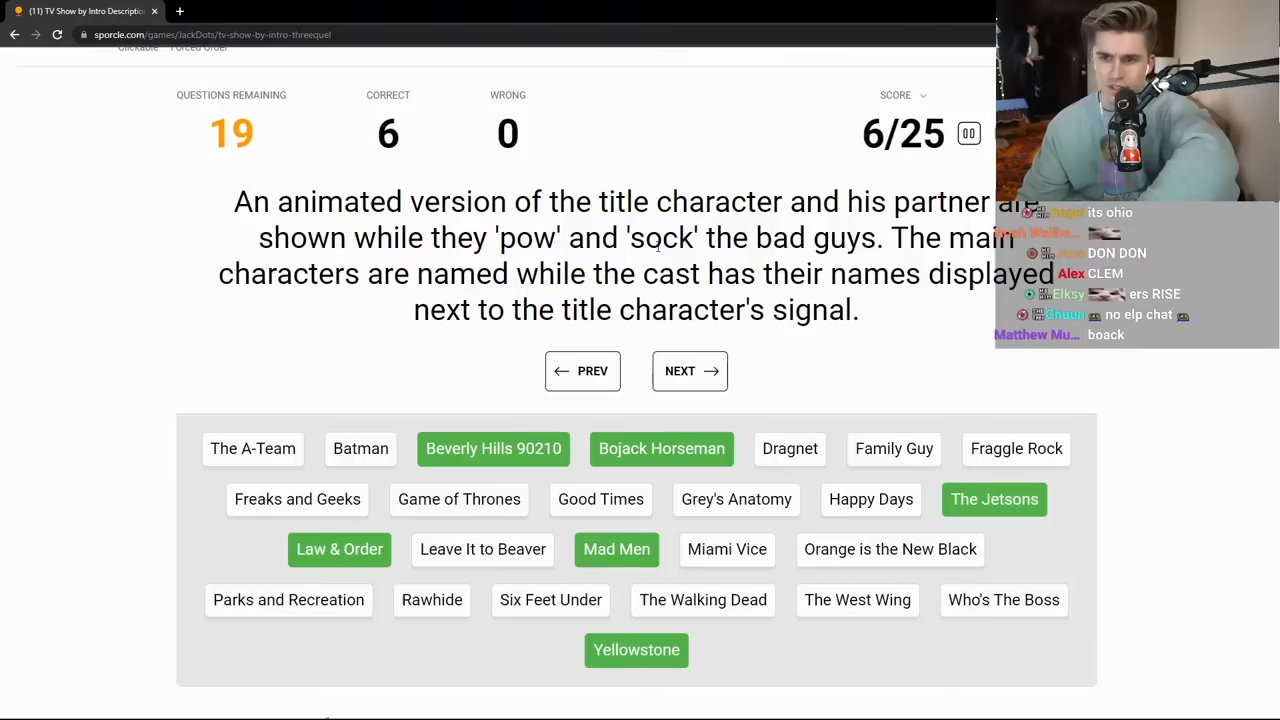 (11) TV Show by Intro Descriptio
sporcle.com/games/JackDots/tv-show-by-intro-threequel
Clickable Forced Order
QUESTIONS REMAINING CORRECT WRONG SCORE
19 6 0 6/25
An animated version of the title character and his partner are
shown while they 'pow' and 'sock' the bad guys. The main
characters are named while the cast has their names displayed
next to the title character's signal.
PREV NEXT
The A-Team Batman Beverly Hills 90210 Bojack Horseman Dragnet Family Guy Fraggle Rock
Freaks and Geeks Game of Thrones Good Times Grey's Anatomy Happy Days The Jetsons
Law & Order Leave It to Beaver Mad Men Miami Vice Orange is the New Black
Parks and Recreation Rawhide Six Feet Under The Walking Dead The West Wing Who's The Boss
Yellowstone
its ohio
DON DON
Alex CLEM
Elksy ers RISE
Chuun no elp chat
Matthew Mu... boack